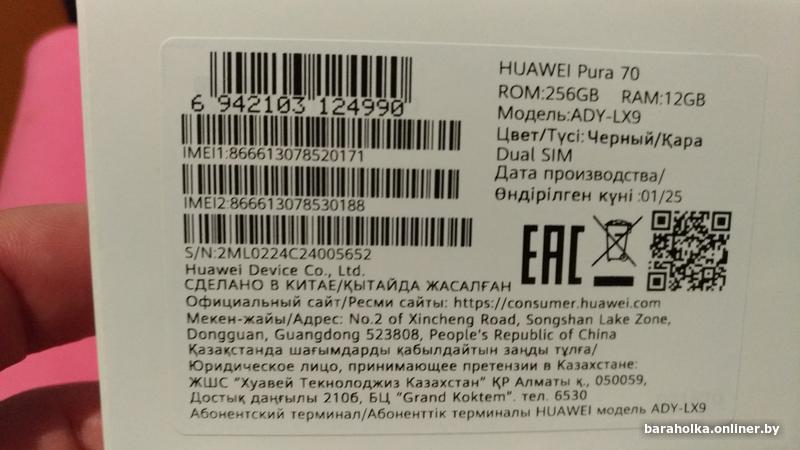 HUAWEI Pura 70
ROM:256GB RAM:12GB
Модель:ADY-LX9
Цвет/Түсі: Черный/Қара
Dual SIM
Дата производства/
Өндірілген күні :01/25
6 942103 124990
IMEI1:866613078520171
IMEI2:866613078530188
S/N:2ML0224C24005652
EAC
Huawei Device Co., Ltd.
СДЕЛАНО В КИТАЕ/ҚЫТАЙДА ЖАСАЛҒАН
Официальный сайт/Ресми сайты: https://consumer.huawei.com
Мекен-жайы/Адрес: No.2 of Xincheng Road, Songshan Lake Zone,
Dongguan, Guangdong 523808, People's Republic of China
Қазақстанда шағымдарды қабылдайтын заңды тұлға/
Юридическое лицо, принимающее претензии в Казахстане:
ЖШС "Хуавей Текнолоджиз Казахстан" ҚР Алматы қ., 050059,
Достық даңғылы 210б, БЦ "Grand Koktem". тел. 6530
Абонентский терминал/Абоненттік терминалы HUAWEI модель ADY-LX9
baraholka.onliner.by